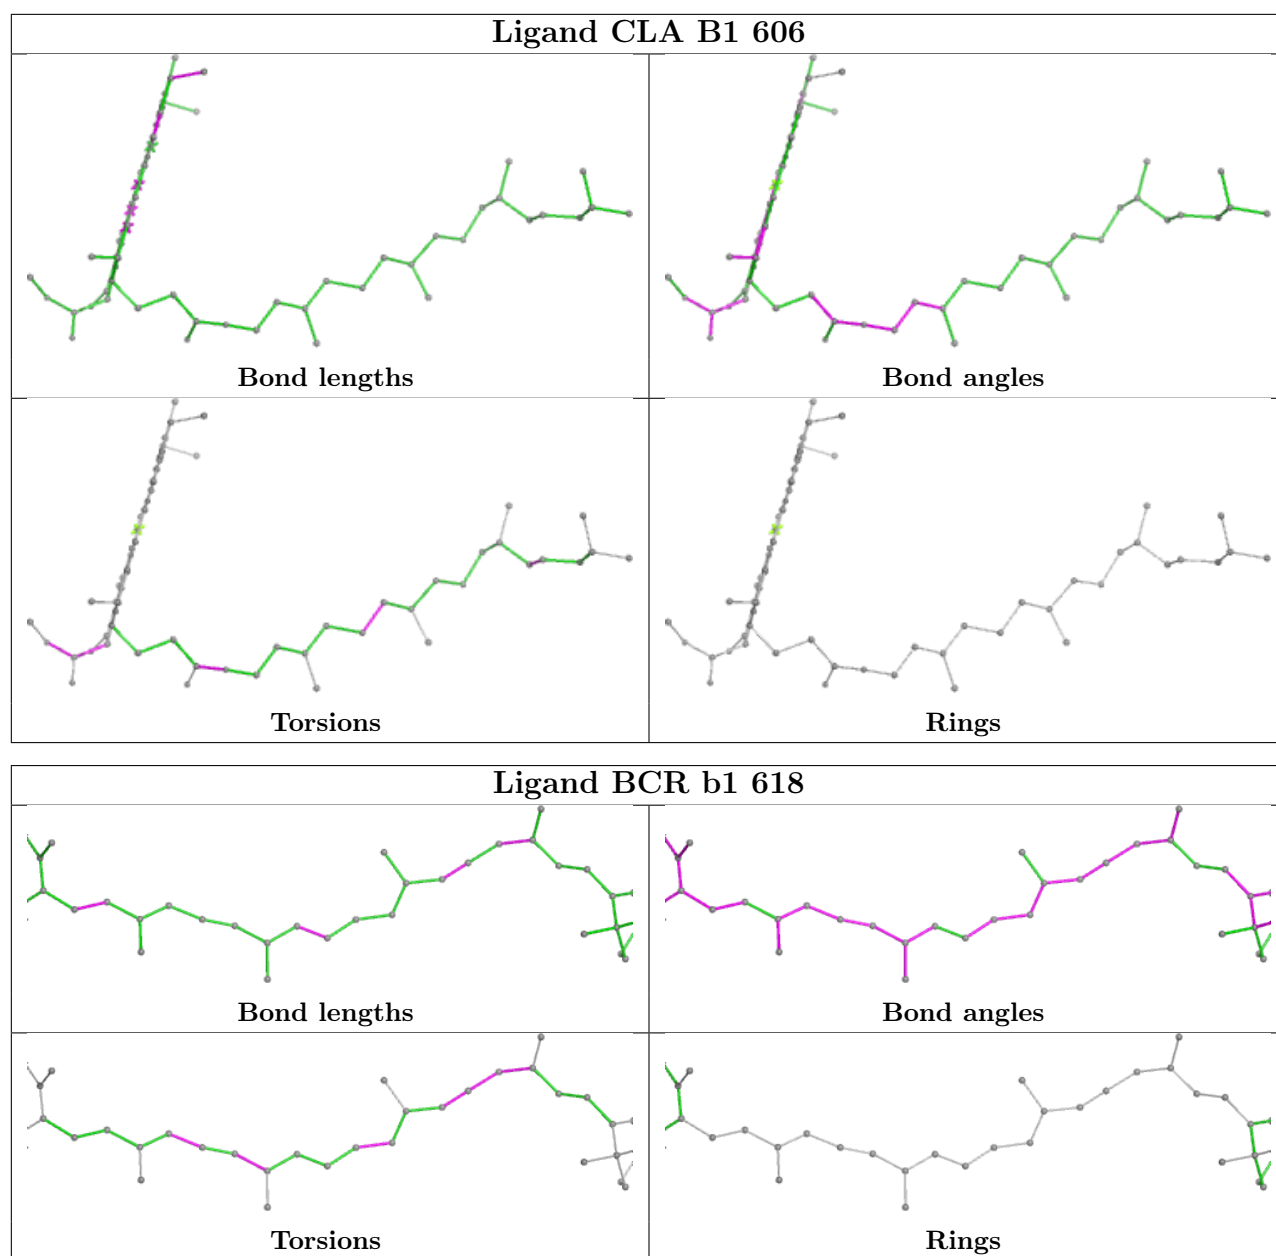 Ligand CLA B1 606
Bond lengths
Bond angles
Torsions
Rings
Ligand BCR b1 618
Bond lengths
Bond angles
Torsions
Rings